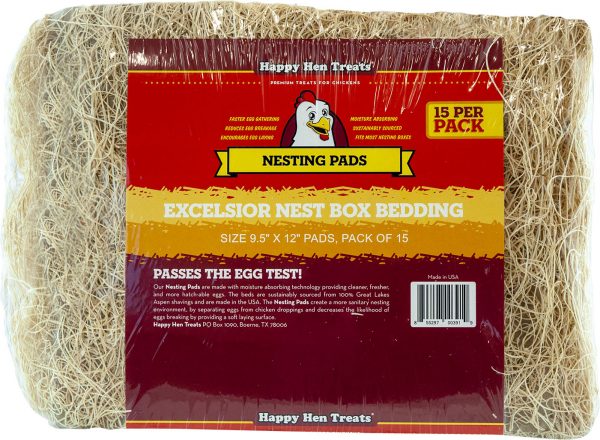 Happy Hen Treats®
PREMIUM TREATS FOR CHICKENS
15 PER
PACK
FASTER EGG GATHERING
REDUCES EGG BREAKAGE
ENCOURAGES EGG LAYING
MOISTURE ABSORBING
SUSTAINABLY SOURCED
FITS MOST NESTING BOXES
NESTING PADS
EXCELSIOR NEST BOX BEDDING
SIZE 9.5" X 12" PADS, PACK OF 15
PASSES THE EGG TEST!
Our Nesting Pads are made with moisture absorbing technology providing cleaner, fresher,
and more hatch-able eggs. The beds are sustainably sourced from 100% Great Lakes
Aspen shavings and are made in the USA. The Nesting Pads create a more sanitary nesting
environment, by separating eggs from chicken droppings and decreases the likelihood of
eggs breaking by providing a soft laying surface.
Happy Hen Treats PO Box 1090, Boerne, TX 78006
Made in USA
8 50297 00391 9
Happy Hen Treats®